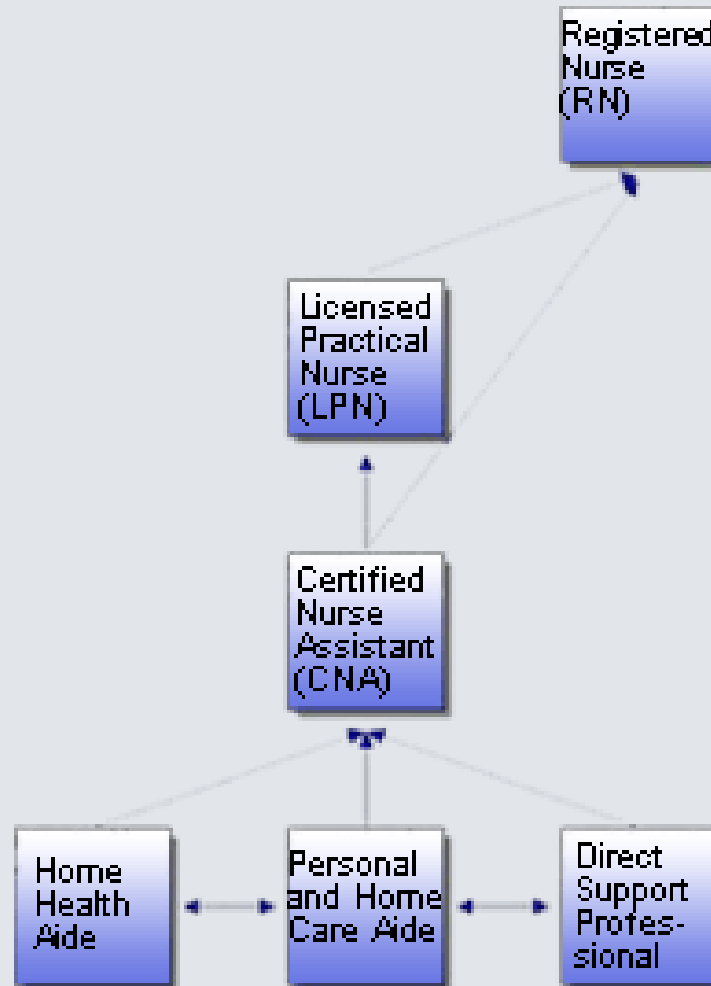 Registered
Nurse
(RN)
Licensed
Practical
Nurse
(LPN)
Certified
Nurse
Assistant
(CNA)
Home
Health
Aide
Personal
and Home
Care Aide
Direct
Support
Profes-
sional